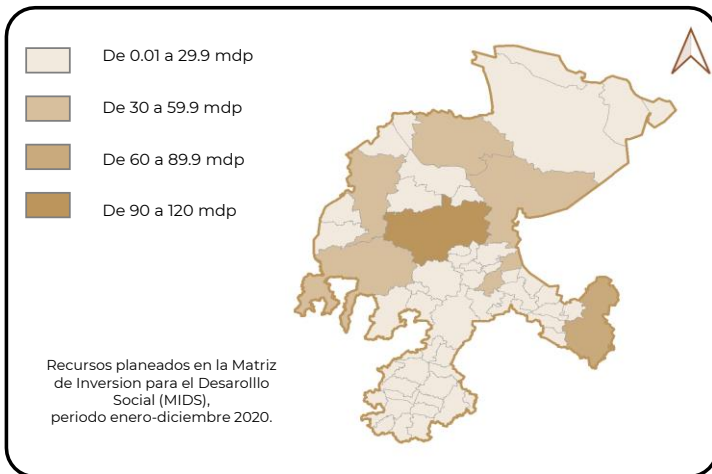 De 0.01 a 29.9 mdp
De 30 a 59.9 mdp
De 60 a 89.9 mdp
De 90 a 120 mdp
Recursos planeados en la Matriz
de Inversion para el Desarolllo
Social (MIDS),
periodo enero-diciembre 2020.